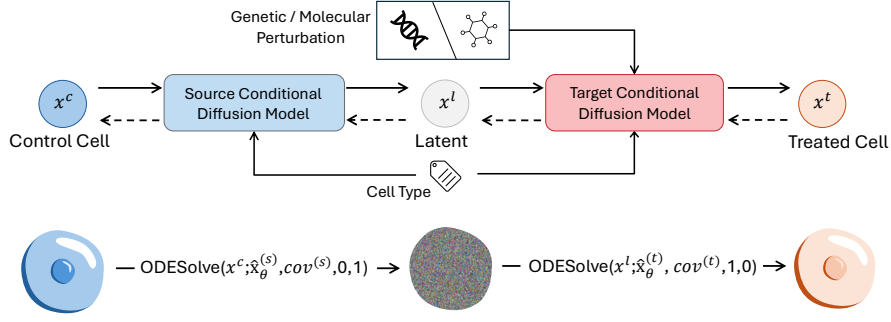 Genetic / Molecular
Perturbation
Source Conditional
Diffusion Model
Target Conditional
Diffusion Model
x^c
x^l
x^t
Control Cell
Latent
Treated Cell
Cell Type
ODESolve(x^c;x̂_θ^(s),cov^(s),0,1)
ODESolve(x^l;x̂_θ^(t), cov^(t),1,0)